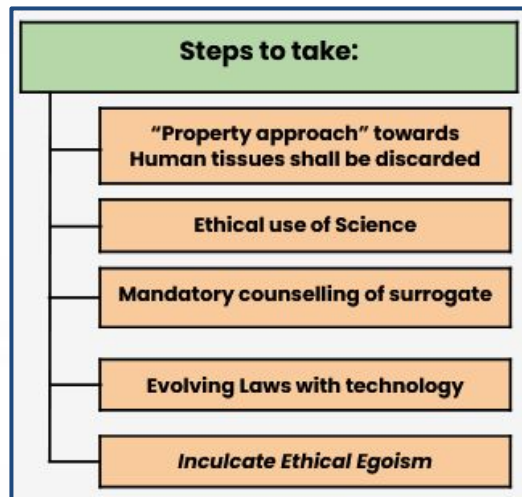 Steps to take:
“Property approach” towards
Human tissues shall be discarded
Ethical use of Science
Mandatory counselling of surrogate
Evolving Laws with technology
Inculcate Ethical Egoism